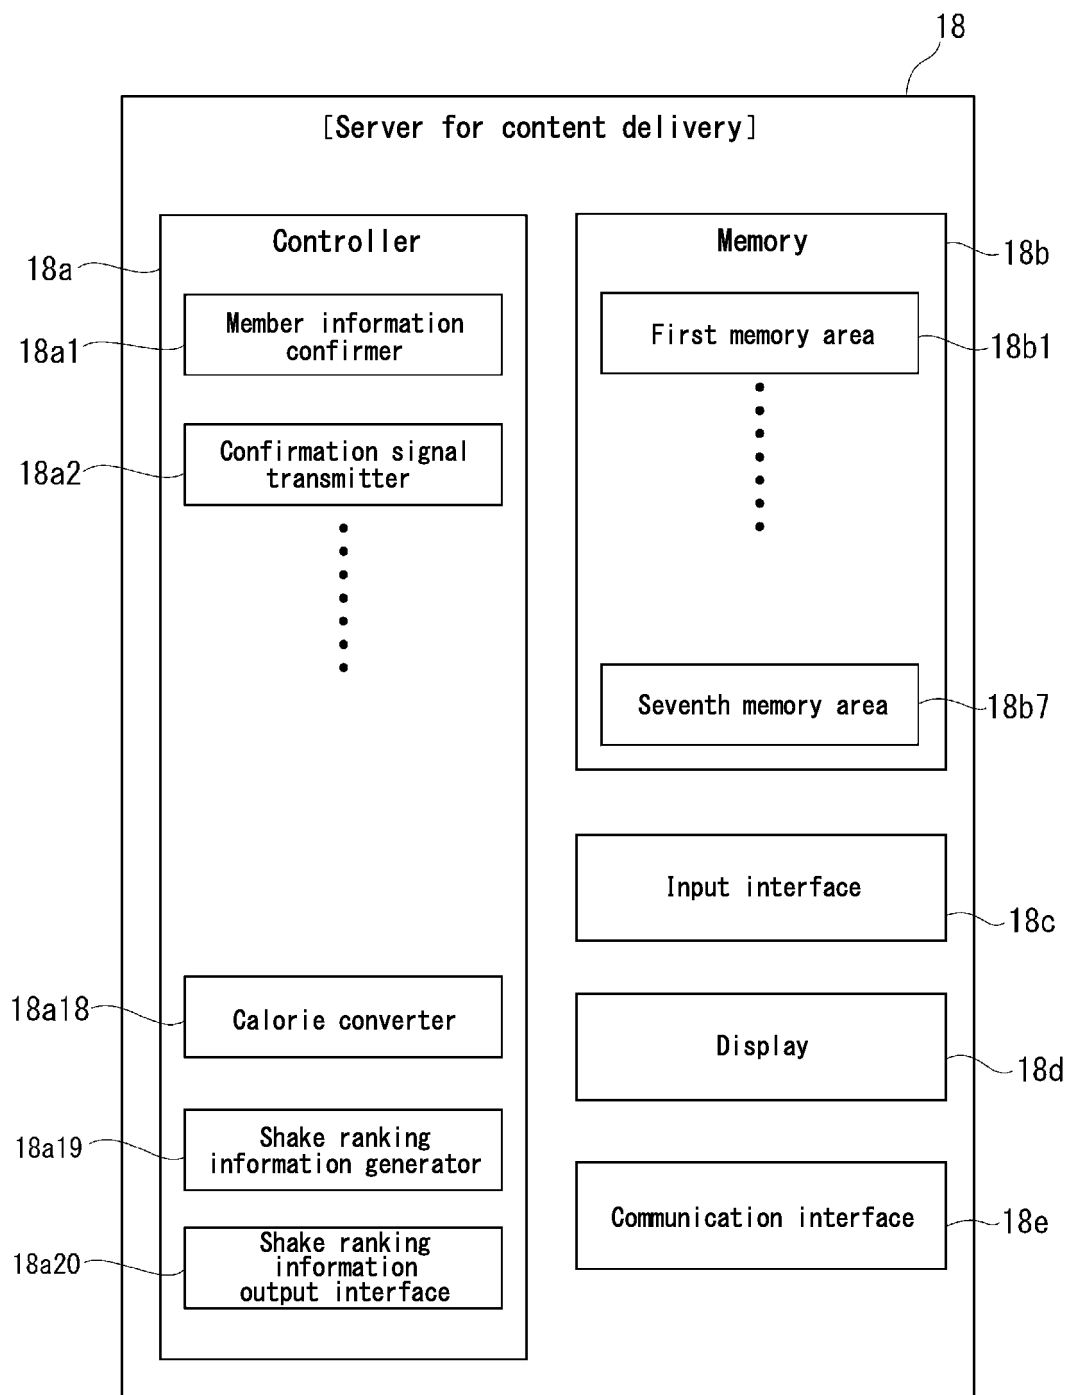 18
[Server for content delivery]
Controller
18a
Member information
confirmer
18a1
Confirmation signal
transmitter
18a2
Calorie converter
18a18
Shake ranking
information generator
18a19
Shake ranking
information
output interface
18a20
Memory
18b
First memory area
18b1
Seventh memory area
18b7
Input interface
18c
Display
18d
Communication interface
18e